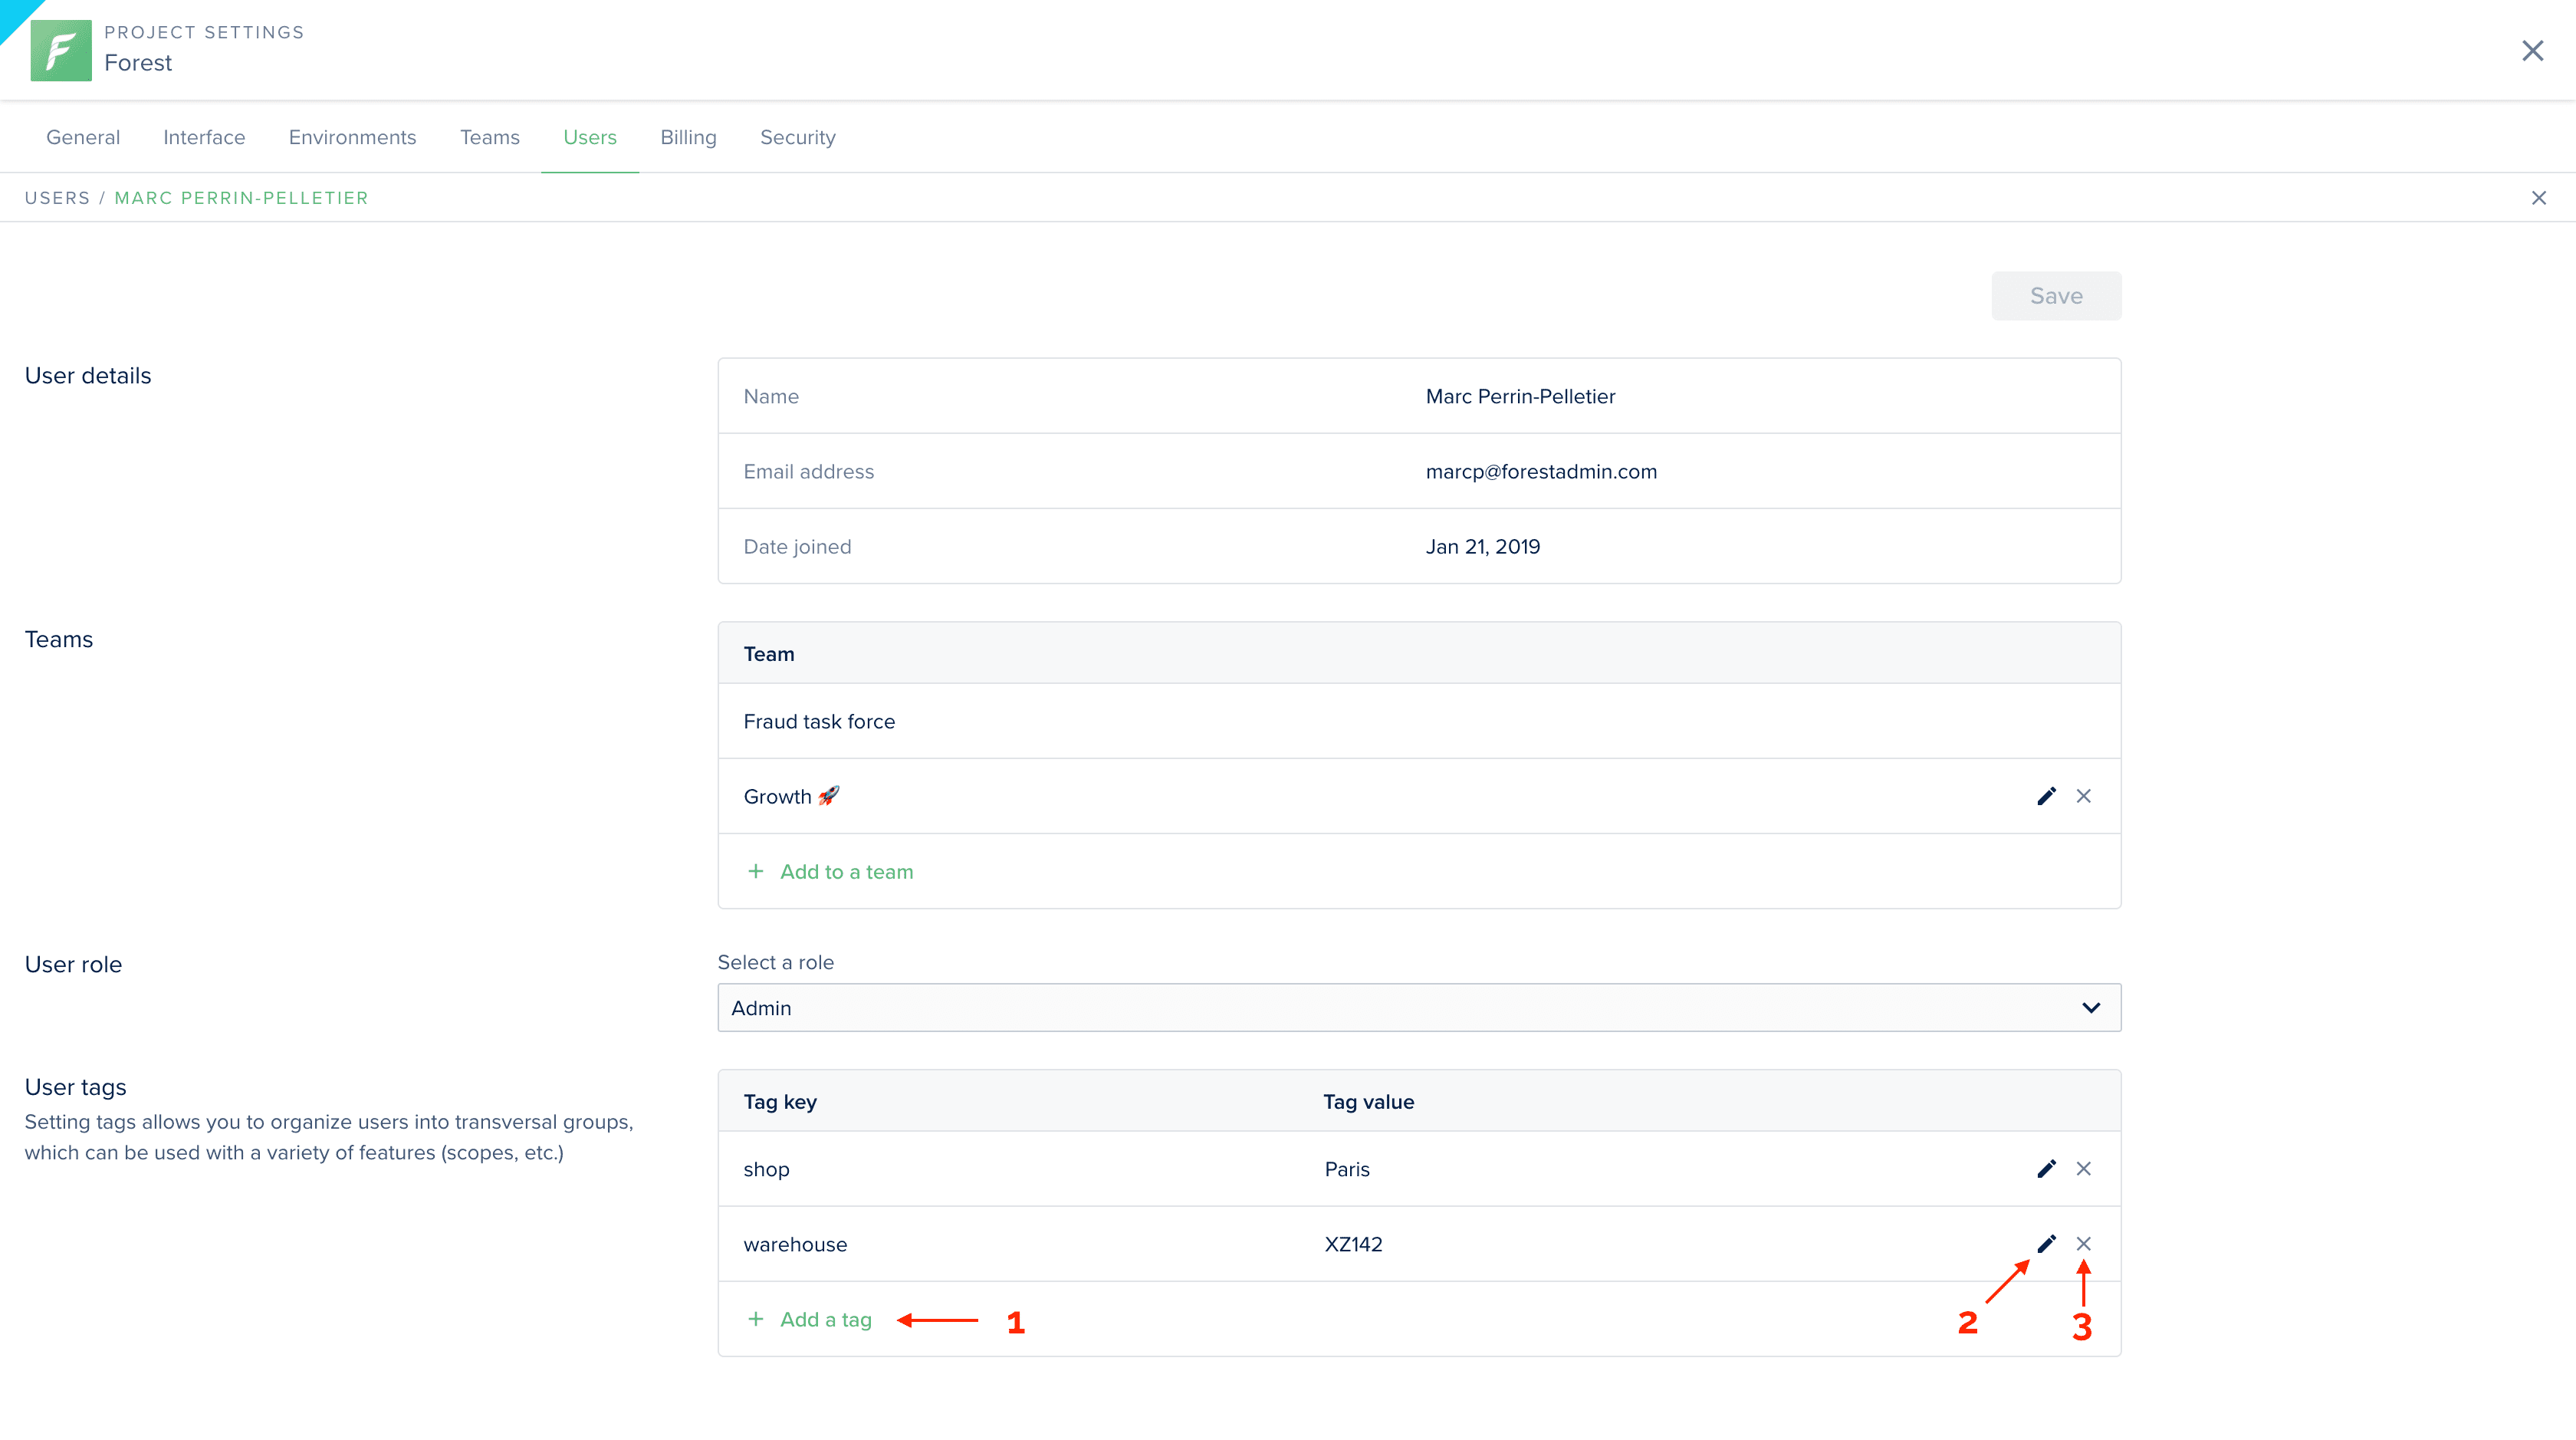 PROJECT SETTINGS
Forest
General Interface Environments Teams Users Billing Security
USERS / MARC PERRIN-PELLETIER
Save
User details
Name Marc Perrin-Pelletier
Email address marcp@forestadmin.com
Date joined Jan 21, 2019
Teams
Team
Fraud task force
Growth 🚀
+ Add to a team
User role
Select a role
Admin
User tags
Setting tags allows you to organize users into transversal groups,
which can be used with a variety of features (scopes, etc.)
Tag key Tag value
shop Paris
warehouse XZ142
+ Add a tag 1 2 3